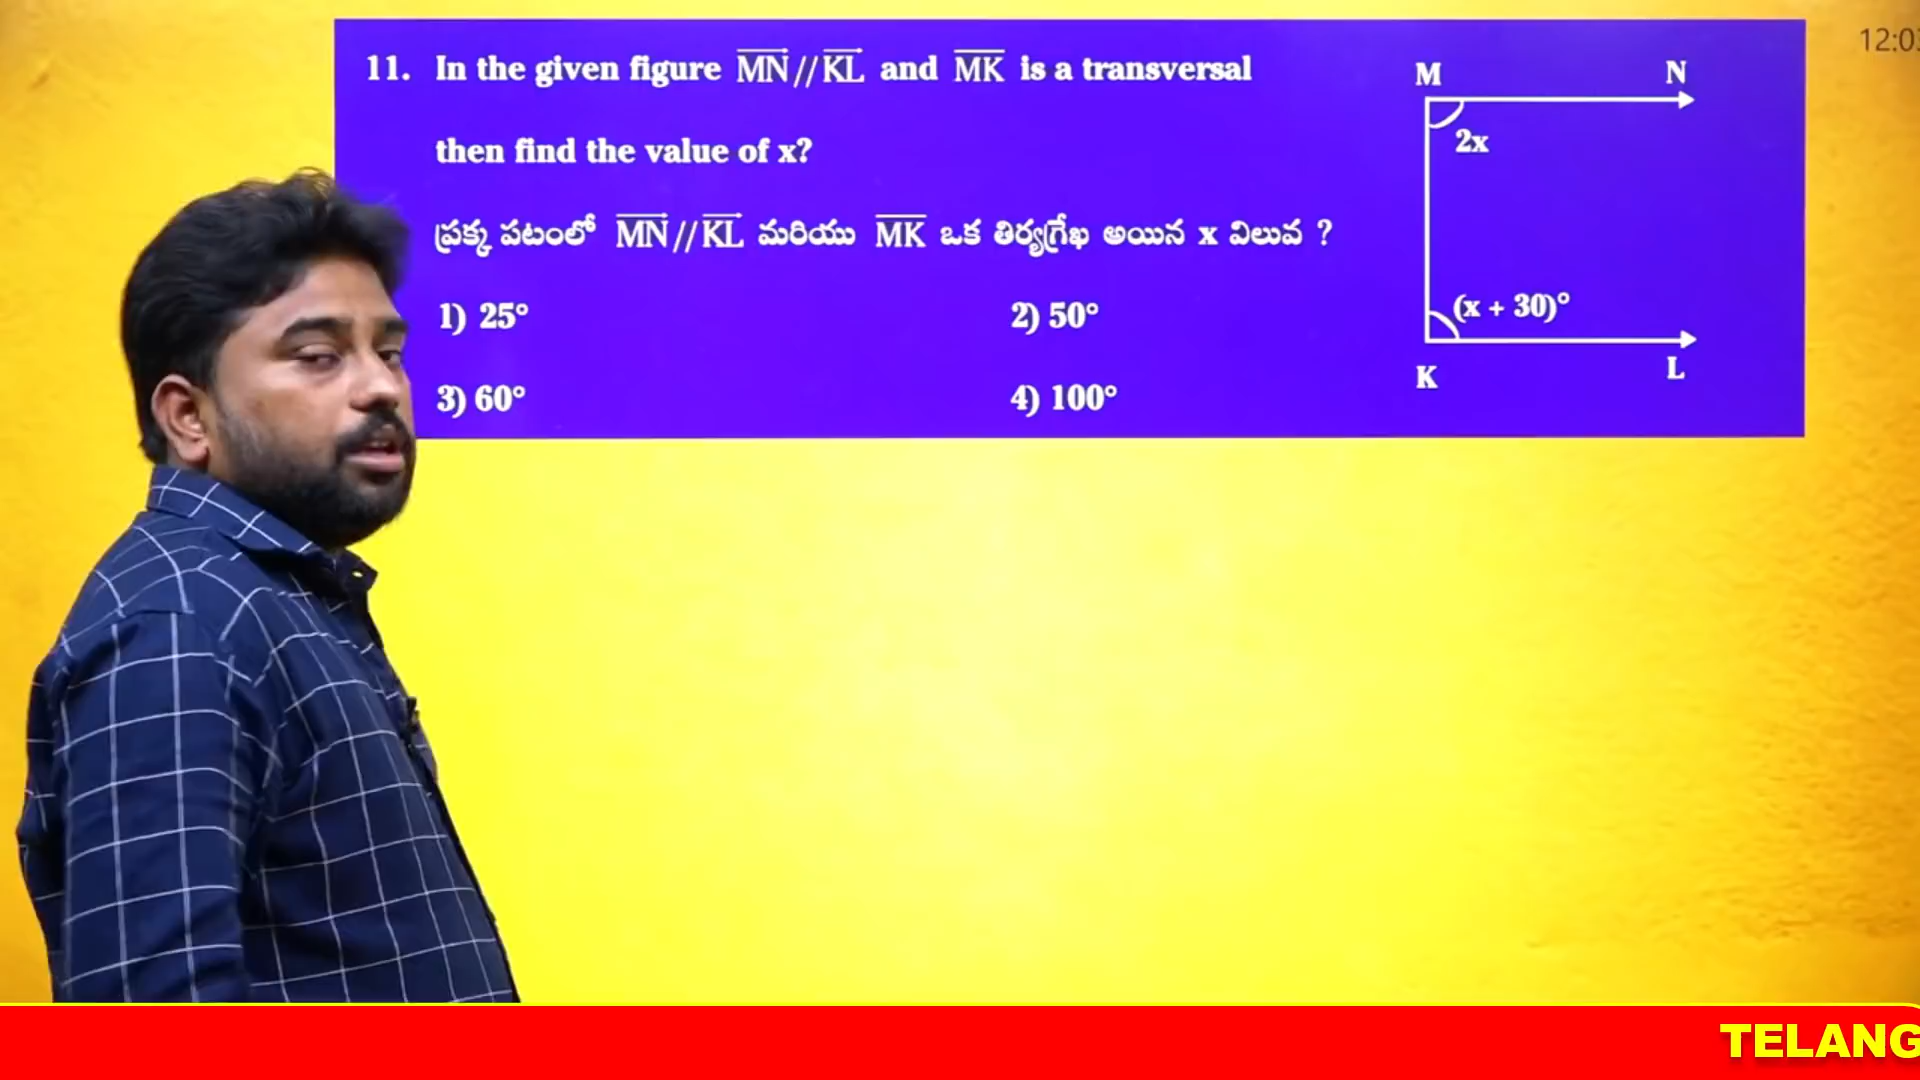 12:03
11. In the given figure MN // KL and MK is a transversal
then find the value of x?
ప్రక్క పటంలో MN // KL మరియు MK ఒక తిర్యగ్రేఖ అయిన x విలువ ?
1) 25°
2) 50°
3) 60°
4) 100°
M
N
2x
(x + 30)°
K
L
TELANG